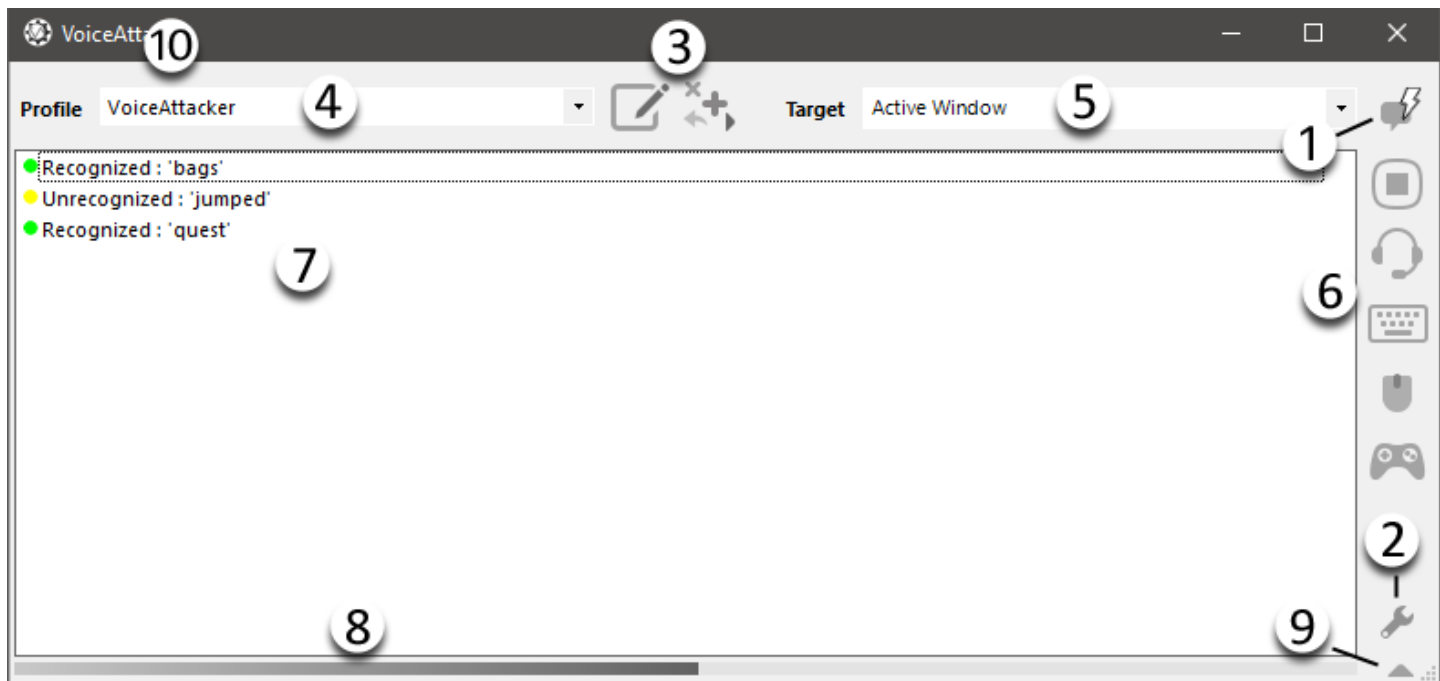 VoiceAtta
10
3
Profile VoiceAttacker 4 Target Active Window 5
1
Recognized : 'bags'
Unrecognized : 'jumped'
Recognized : 'quest'
7
6
2
8
9